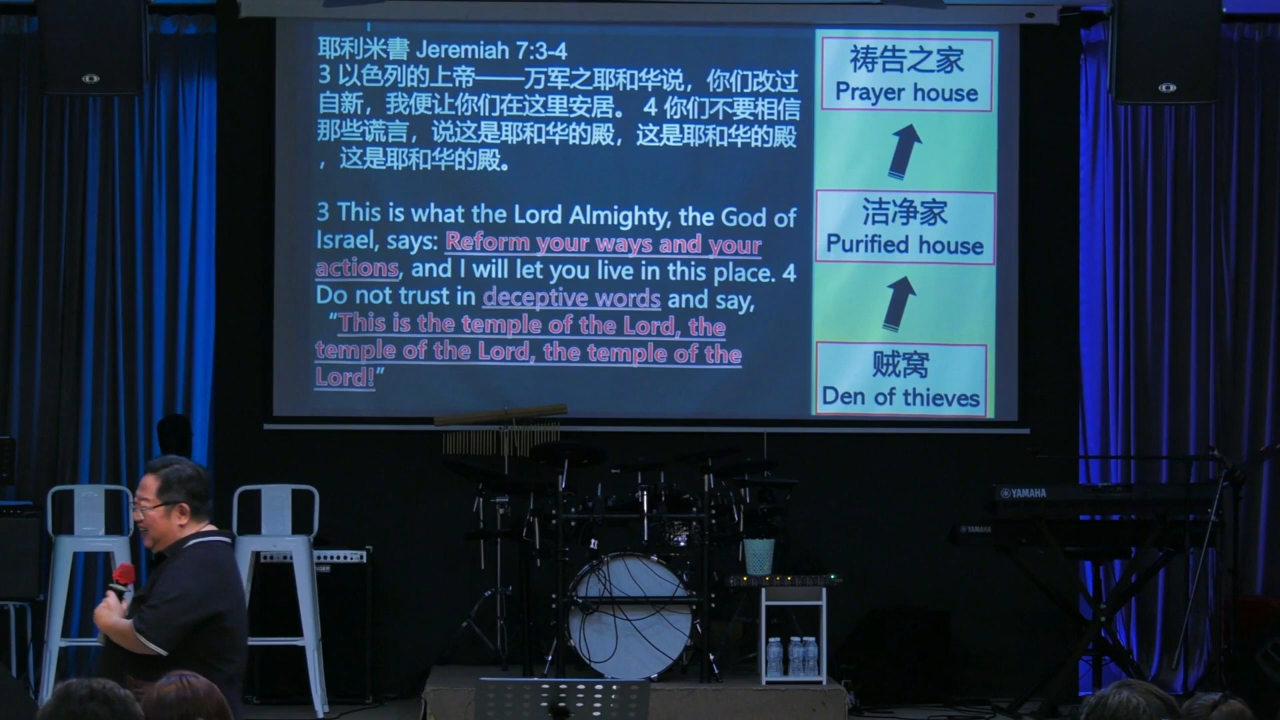 耶利米書 Jeremiah 7:3-4
3 以色列的上帝——万军之耶和华说，你们改过
自新，我便让你们在这里安居。 4 你们不要相信
那些谎言，说这是耶和华的殿，这是耶和华的殿
，这是耶和华的殿。
3 This is what the Lord Almighty, the God of
Israel, says: Reform your ways and your
actions, and I will let you live in this place. 4
Do not trust in deceptive words and say,
“This is the temple of the Lord, the
temple of the Lord, the temple of the
Lord!”
祷告之家
Prayer house
洁净家
Purified house
贼窝
Den of thieves
YAMAHA
YAMAHA